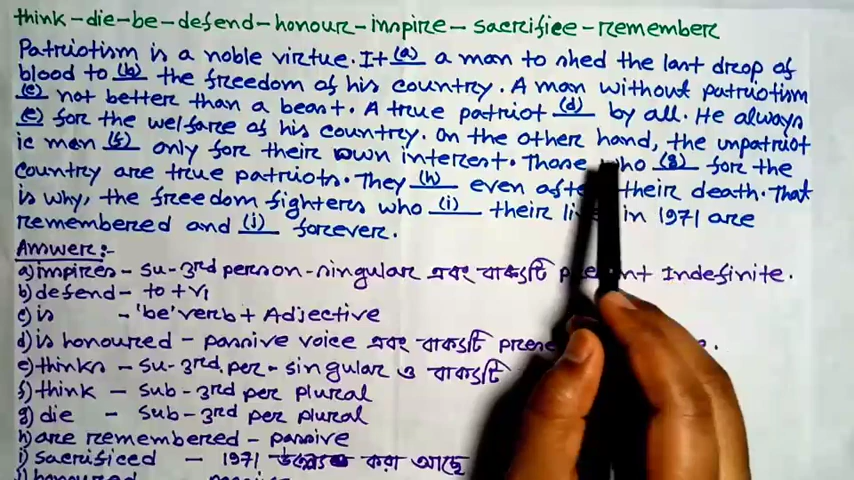 think-die-be-defend-honour-inspire-sacrifice-remember
Patriotism is a noble virtue. It (a) a man to shed the last drop of
blood to (b) the freedom of his country. A man without patriotism
(c) not better than a beast. A true patriot (d) by all. He always
(e) for the welfare of his country. On the other hand, the unpatriot
ic men (f) only for their own interest. Those who (g) for the
country are true patriots. They (h) even after their death. That
is why, the freedom fighters who (i) their in 1971 are
remembered and (j) forever.
Answer:-
a) inspires - su-3rd person-singular এবং বাক্যটি present Indefinite.
b) defend - to + v1
c) is - 'be' verb + Adjective
d) is honoured - passive voice এবং বাক্যটি
e) thinks - su-3rd per-singular ও বাক্যটি
f) think - sub-3rd per plural
g) die - sub-3rd per plural
h) are remembered - passive
i) sacrificed - 1971 উল্লেখ করা আছে